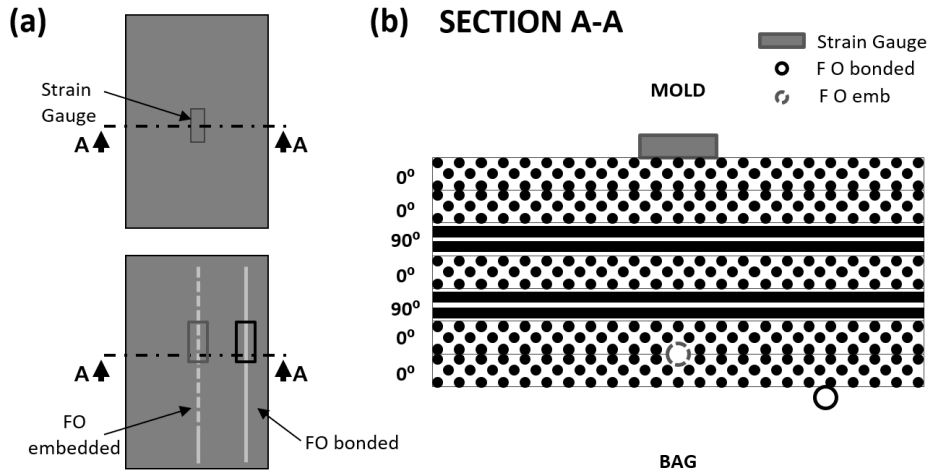 (a)
Strain
Gauge
A
A
FO
embedded
FO bonded
A
A
(b) SECTION A-A
Strain Gauge
F O bonded
F O emb
MOLD
0º
0º
90º
0º
90º
0º
0º
BAG